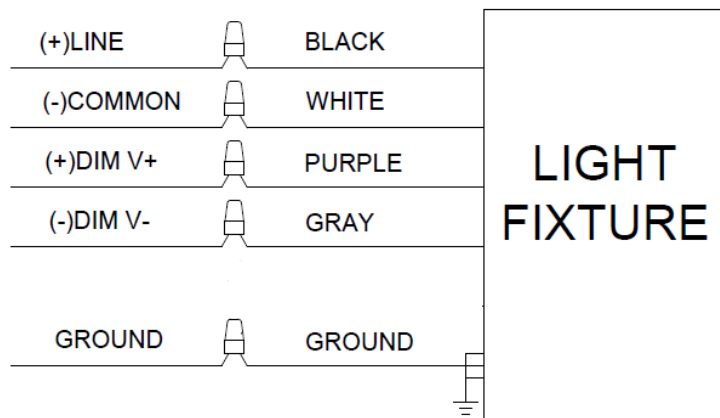 (+)LINE BLACK
(-)COMMON WHITE
(+)DIM V+ PURPLE
(-)DIM V- GRAY
GROUND GROUND
LIGHT
FIXTURE